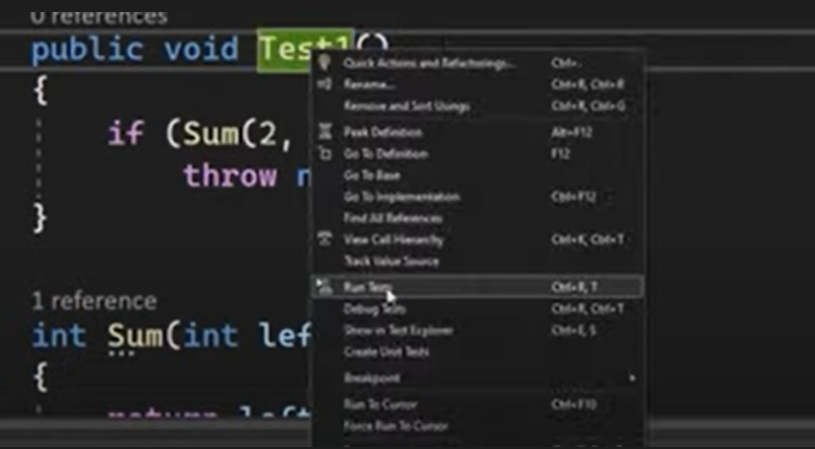 0 references
public void Test1()
{
if (Sum(2,
throw n
}
1 reference
int Sum(int lef
{
return left
Quick Actions and Refactorings... Ctrl+.
Rename... Ctrl+R, Ctrl+R
Remove and Sort Usings Ctrl+R, Ctrl+G
Peek Definition Alt+F12
Go To Definition F12
Go To Base
Go To Implementation Ctrl+F12
Find All References
View Call Hierarchy Ctrl+K, Ctrl+T
Track Value Source
Run Tests Ctrl+R, T
Debug Tests Ctrl+R, Ctrl+T
Show in Test Explorer Ctrl+E, S
Create Unit Tests
Breakpoint
Run To Cursor Ctrl+F10
Force Run To Cursor